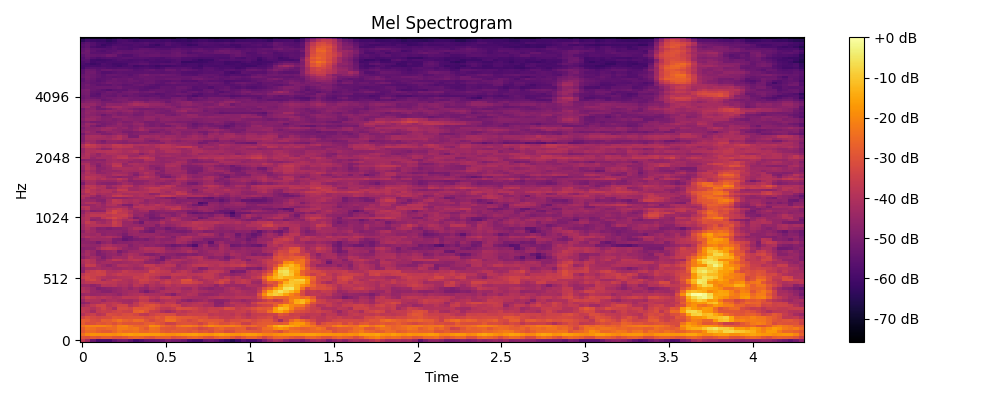 Mel Spectrogram
Hz
4096
2048
1024
512
0
0 0.5 1 1.5 2 2.5 3 3.5 4
Time
+0 dB
-10 dB
-20 dB
-30 dB
-40 dB
-50 dB
-60 dB
-70 dB